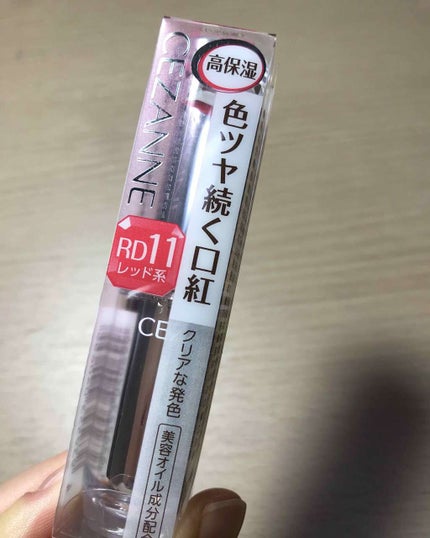 高保湿
CEZANNE
色ツヤ続く口紅
RD11
レッド系
CE
クリアな発色
美容オイル成分配合